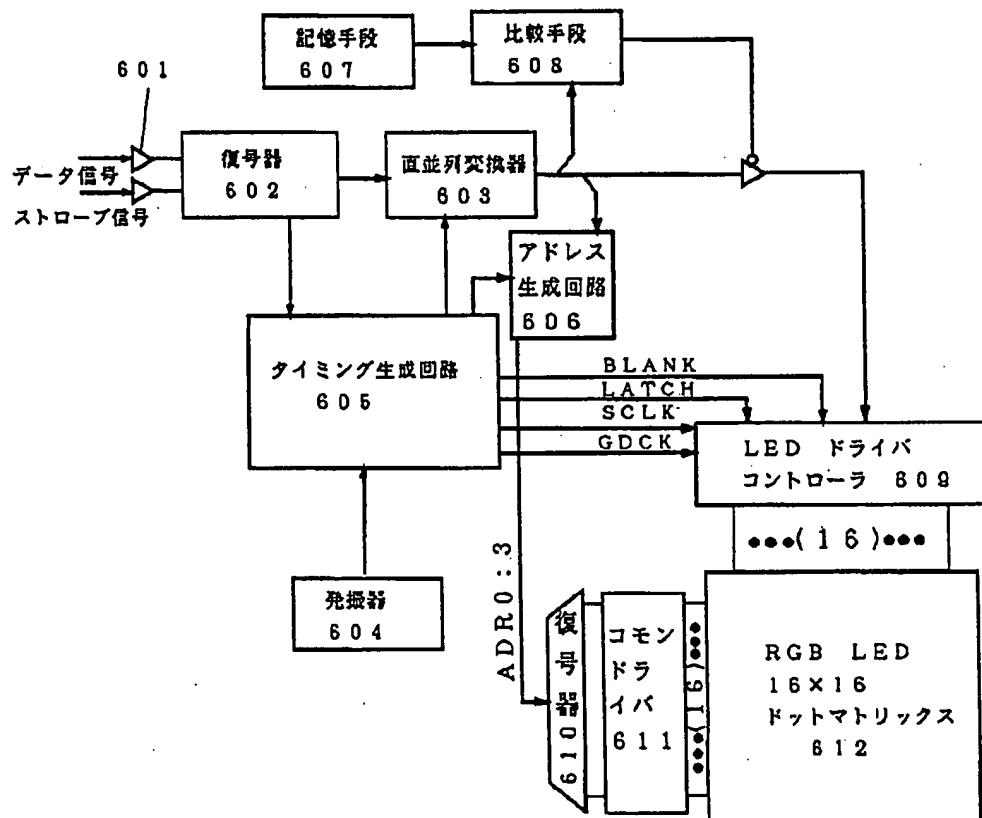 記憶手段
607
比較手段
608
601
データ信号
ストローブ信号
復号器
602
直並列変換器
603
アドレス
生成回路
606
タイミング生成回路
605
BLANK
LATCH
SCLK
GDCK
LED ドライバ
コントローラ 609
•••(16)•••
発振器
604
ADR0:3
復号器610
コモンドライバ
611
•••(16)•••
RGB LED
16×16
ドットマトリックス
612